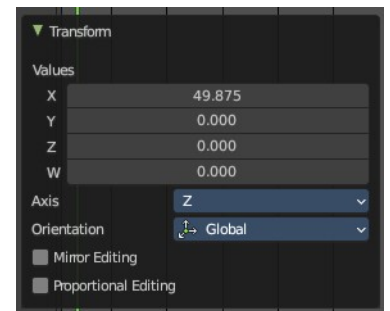 Transform
Values
X 49.875
Y 0.000
Z 0.000
W 0.000
Axis Z
Orientation Global
Mirror Editing
Proportional Editing